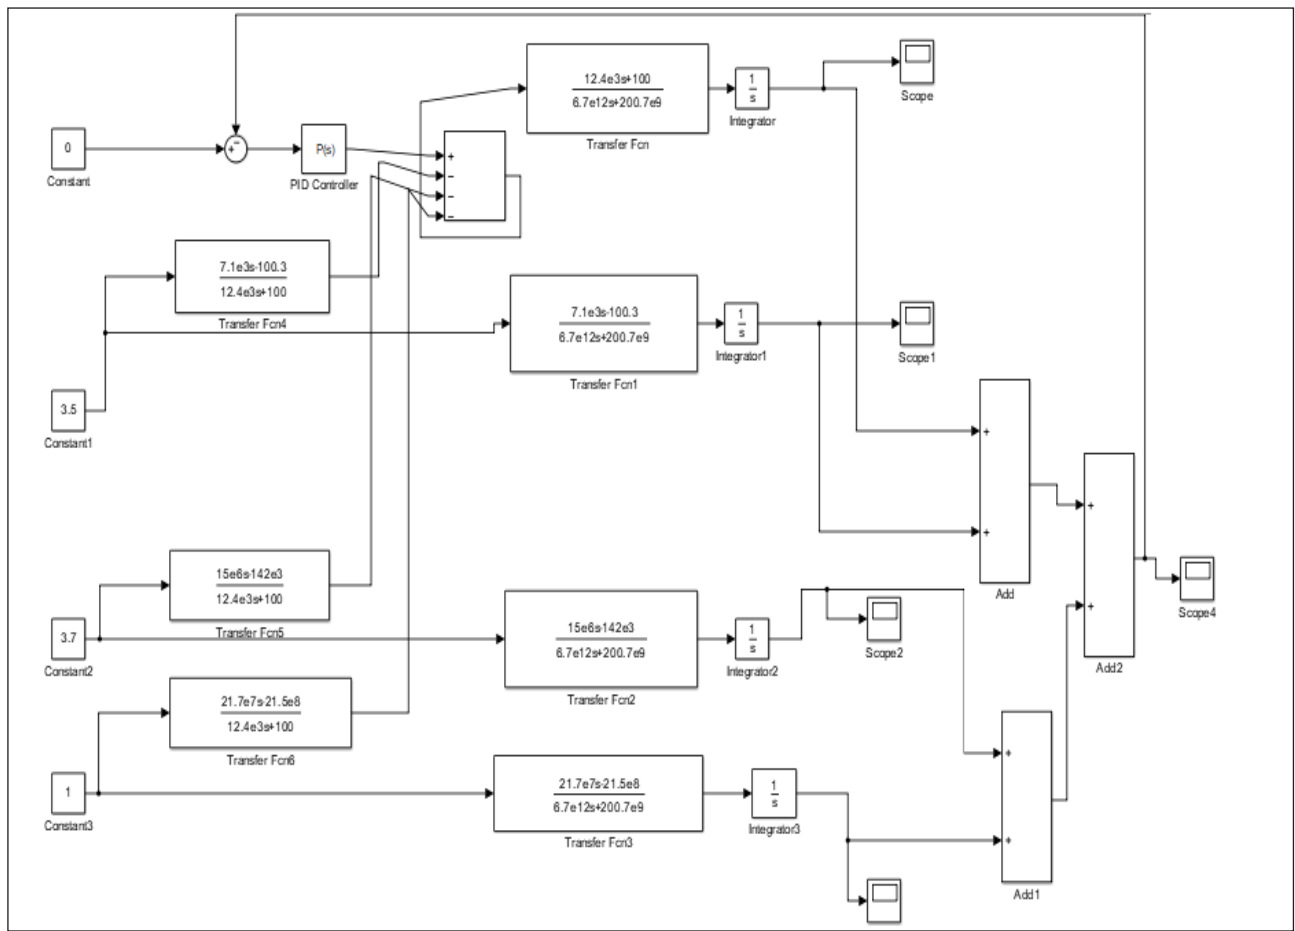 12.4e3s+100
6.7e12s+200.7e9
Transfer Fcn
1
s
Integrator
Scope
0
Constant
+
−
P(s)
PID Controller
+
−
−
−
7.1e3s-100.3
12.4e3s+100
Transfer Fcn4
7.1e3s-100.3
6.7e12s+200.7e9
Transfer Fcn1
1
s
Integrator1
Scope1
3.5
Constant1
+
+
Add
+
+
Add2
Scope4
15e6s-142e3
12.4e3s+100
Transfer Fcn5
3.7
Constant2
15e6s-142e3
6.7e12s+200.7e9
Transfer Fcn2
1
s
Integrator2
Scope2
21.7e7s-21.5e8
12.4e3s+100
Transfer Fcn6
1
Constant3
21.7e7s-21.5e8
6.7e12s+200.7e9
Transfer Fcn3
1
s
Integrator3
+
+
Add1